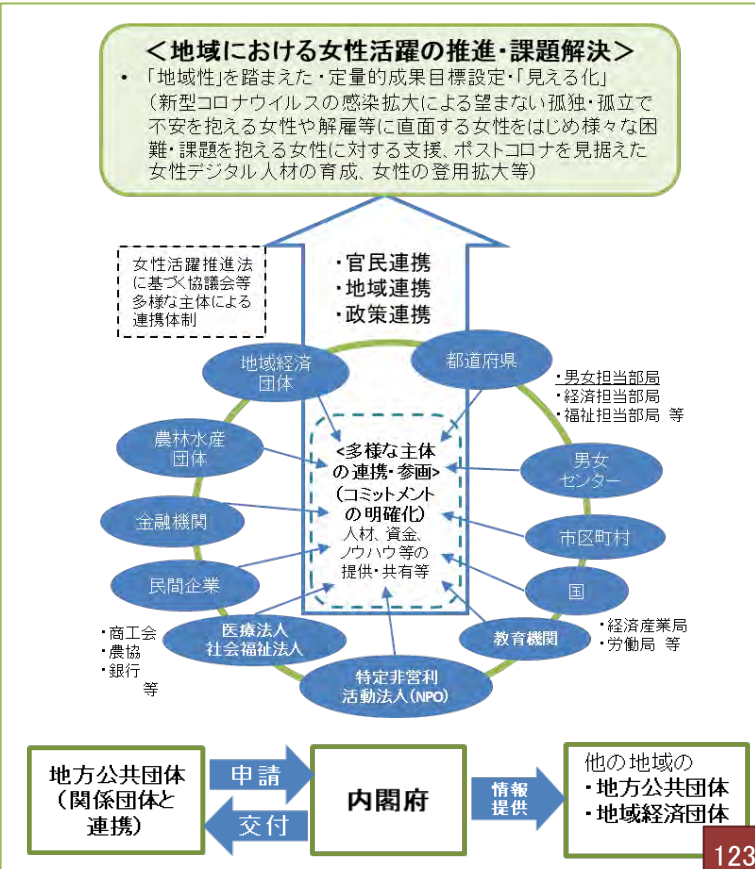 ＜地域における女性活躍の推進・課題解決＞
・ 「地域性」を踏まえた・定量的成果目標設定・「見える化」
（新型コロナウイルスの感染拡大による望まない孤独・孤立で
不安を抱える女性や解雇等に直面する女性をはじめ様々な困
難・課題を抱える女性に対する支援、ポストコロナを見据えた
女性デジタル人材の育成、女性の登用拡大等）
女性活躍推進法
に基づく協議会等
多様な主体による
連携体制
・官民連携
・地域連携
・政策連携
地域経済
団体
都道府県
・男女担当部局
・経済担当部局
・福祉担当部局 等
農林水産
団体
男女
センター
金融機関
市区町村
民間企業
国
<多様な主体
の連携・参画>
(コミットメント
の明確化)
人材、資金、
ノウハウ等の
提供・共有等
・商工会
・農協
・銀行
等
医療法人
社会福祉法人
教育機関
・経済産業局
・労働局 等
特定非営利
活動法人(NPO)
地方公共団体
（関係団体と
連携）
申請
交付
内閣府
情報
提供
他の地域の
・地方公共団体
・地域経済団体
123